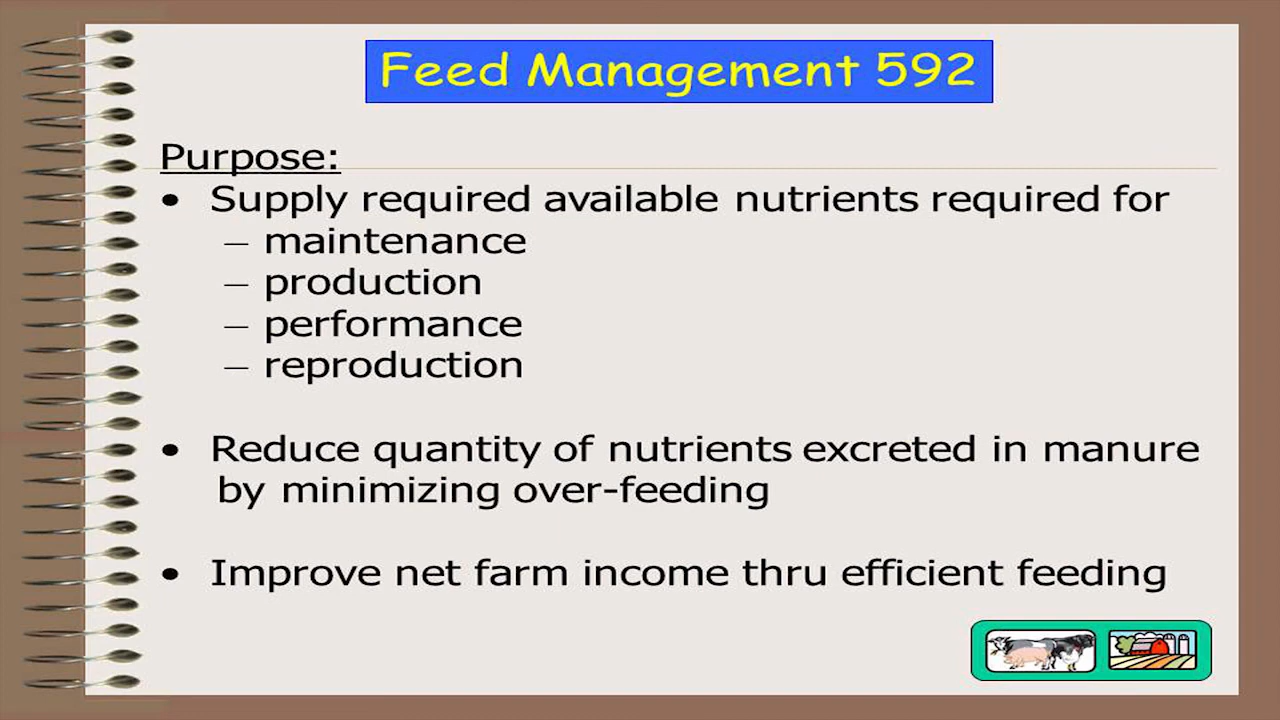 Feed Management 592
Purpose:
• Supply required available nutrients required for
– maintenance
– production
– performance
– reproduction
• Reduce quantity of nutrients excreted in manure
by minimizing over-feeding
• Improve net farm income thru efficient feeding